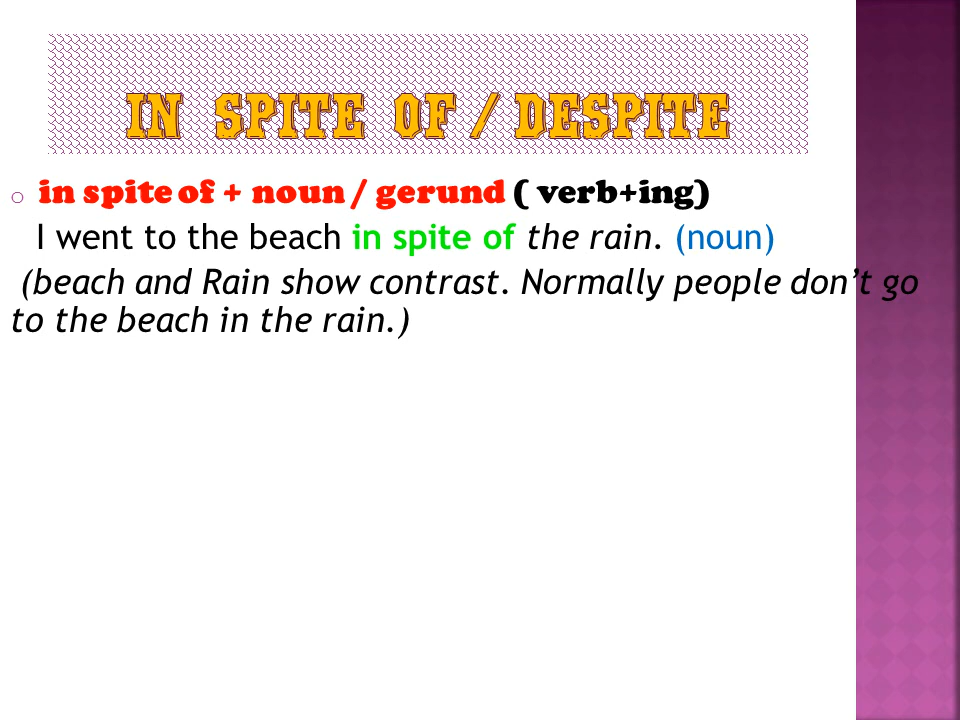 IN SPITE OF / DESPITE
o in spite of + noun / gerund ( verb+ing)
I went to the beach in spite of the rain. (noun)
(beach and Rain show contrast. Normally people don’t go
to the beach in the rain.)